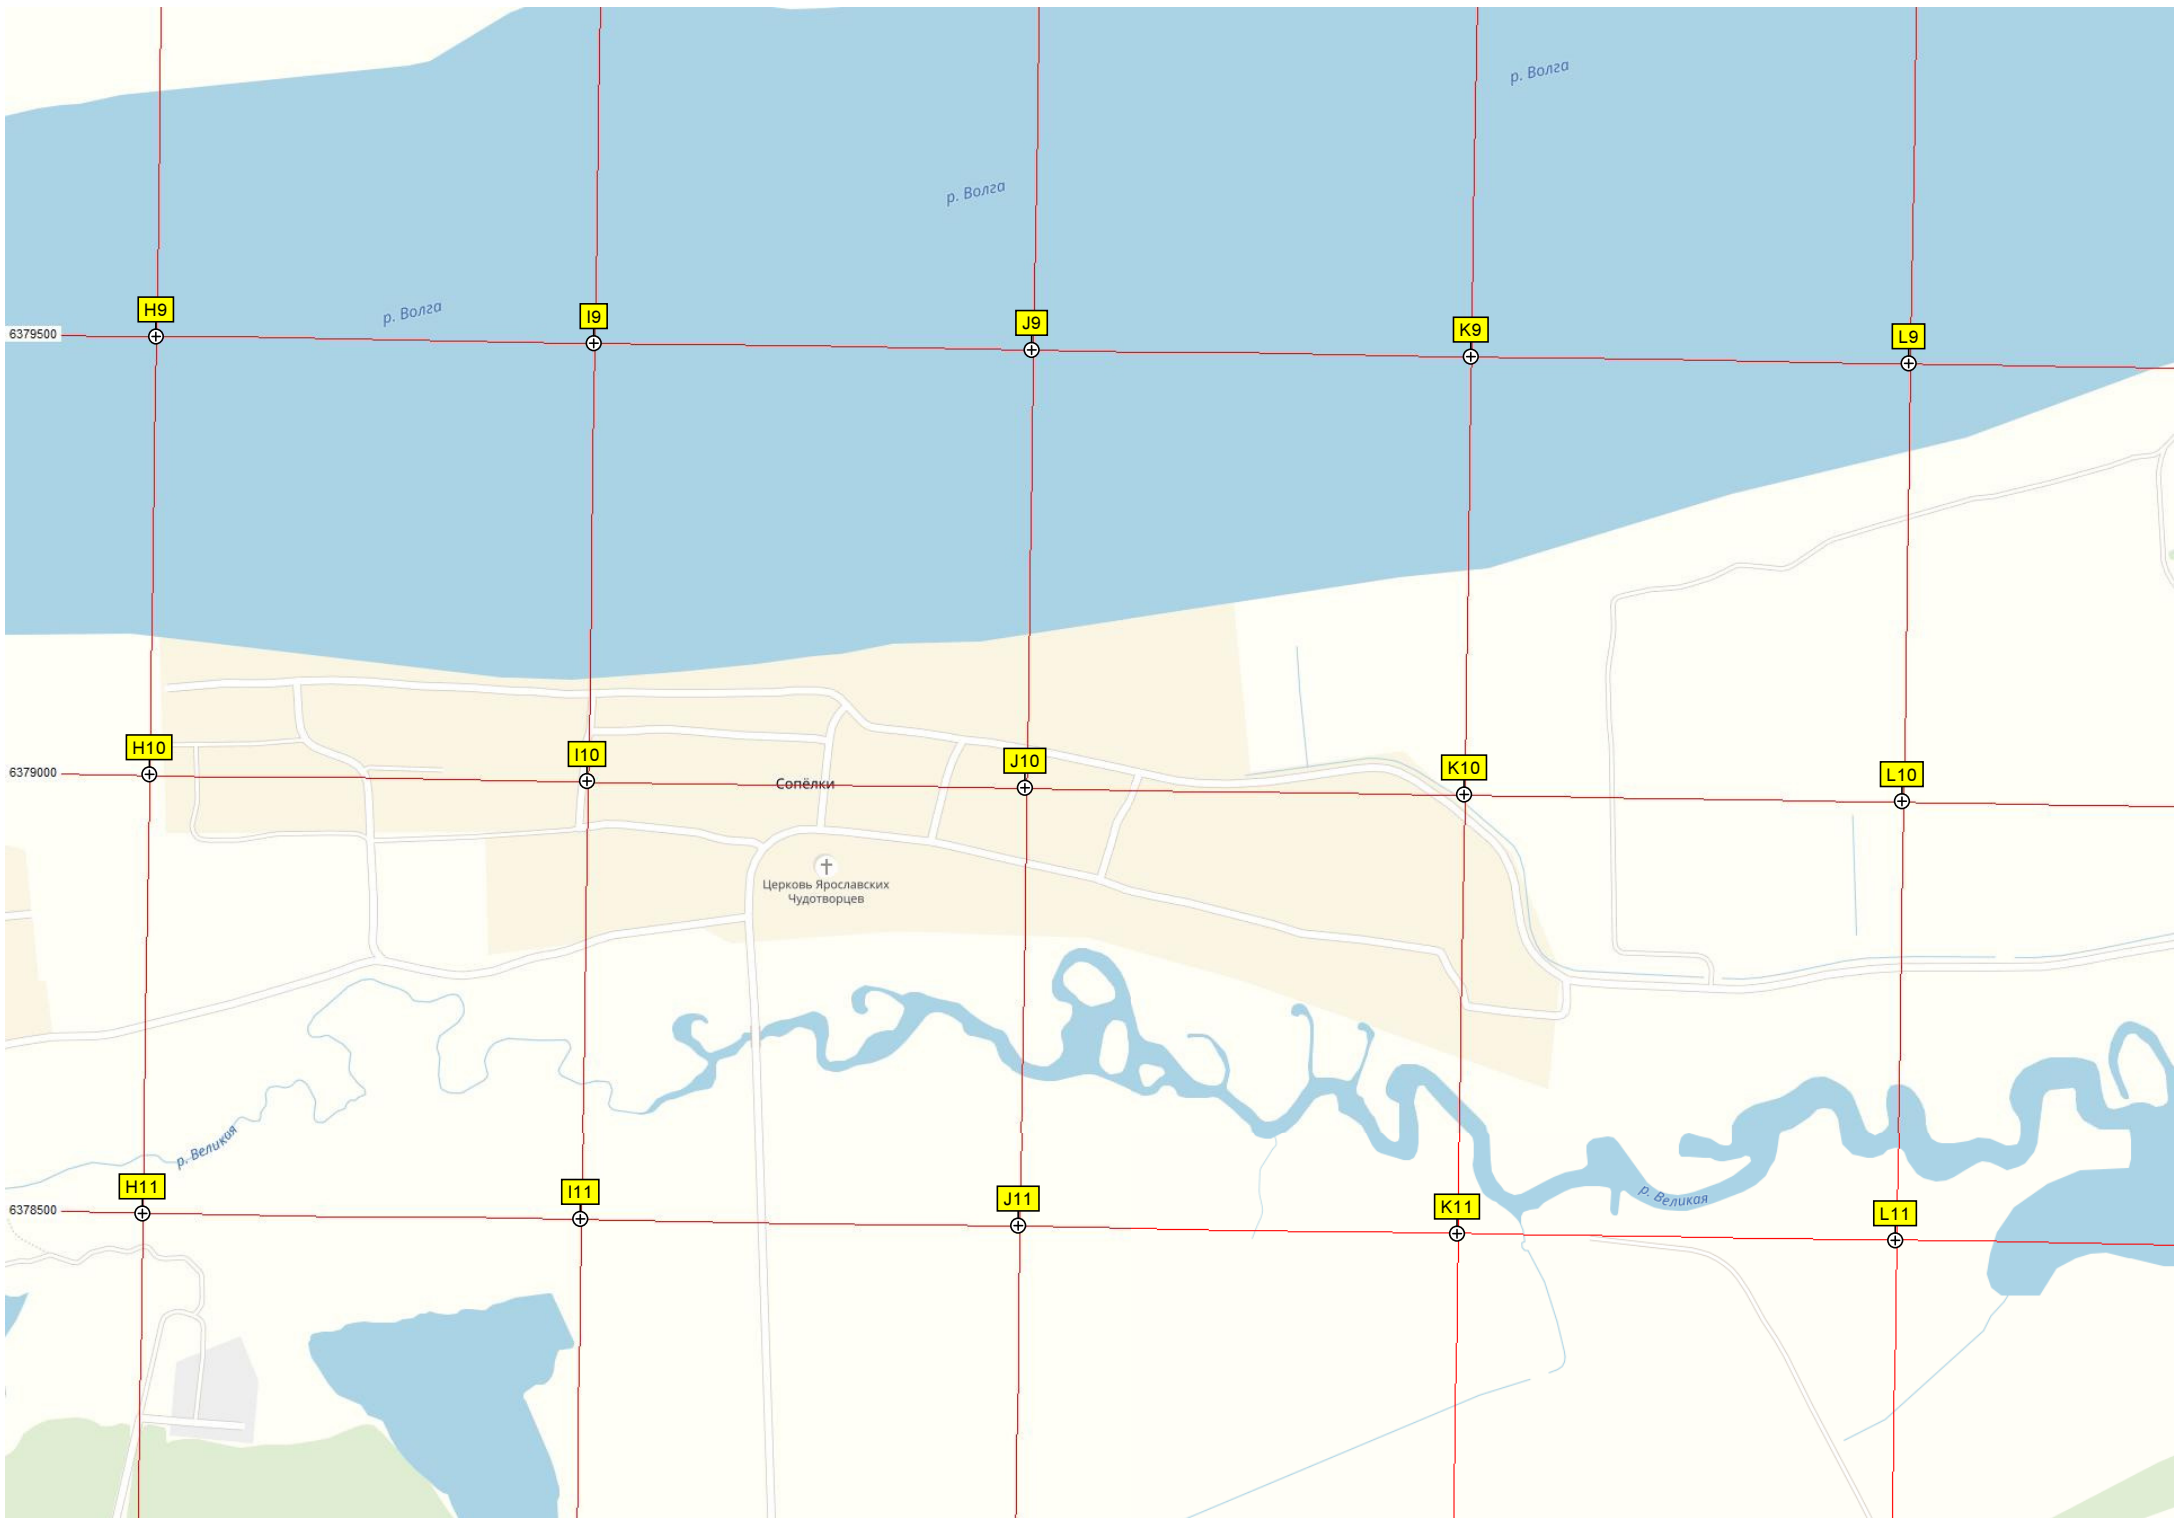 р. Волга
р. Волга
р. Волга
H9
I9
J9
K9
L9
6379500
H10
I10
J10
K10
L10
6379000
Сопёлки
Церковь Ярославских
Чудотворцев
р. Великая
р. Великая
H11
I11
J11
K11
L11
6378500